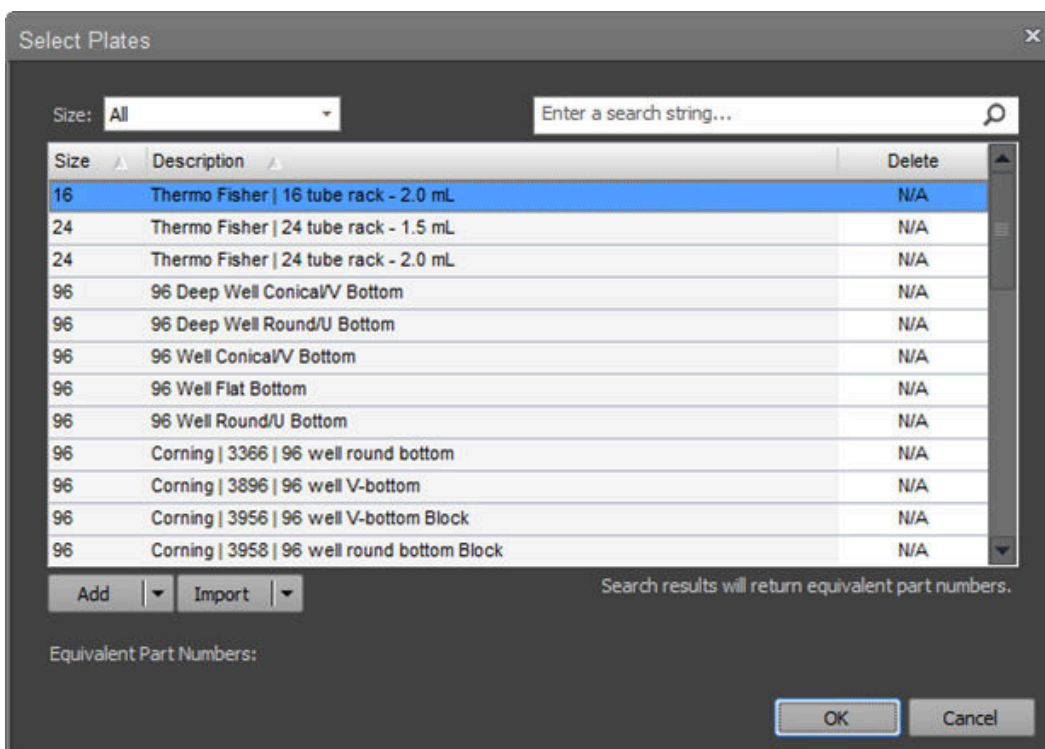 Select Plates
Size: All Enter a search string...
Size Description Delete
16 Thermo Fisher | 16 tube rack - 2.0 mL N/A
24 Thermo Fisher | 24 tube rack - 1.5 mL N/A
24 Thermo Fisher | 24 tube rack - 2.0 mL N/A
96 96 Deep Well Conical/V Bottom N/A
96 96 Deep Well Round/U Bottom N/A
96 96 Well Conical/V Bottom N/A
96 96 Well Flat Bottom N/A
96 96 Well Round/U Bottom N/A
96 Corning | 3366 | 96 well round bottom N/A
96 Corning | 3896 | 96 well V-bottom N/A
96 Corning | 3956 | 96 well V-bottom Block N/A
96 Corning | 3958 | 96 well round bottom Block N/A
Add Import Search results will return equivalent part numbers.
Equivalent Part Numbers:
OK Cancel